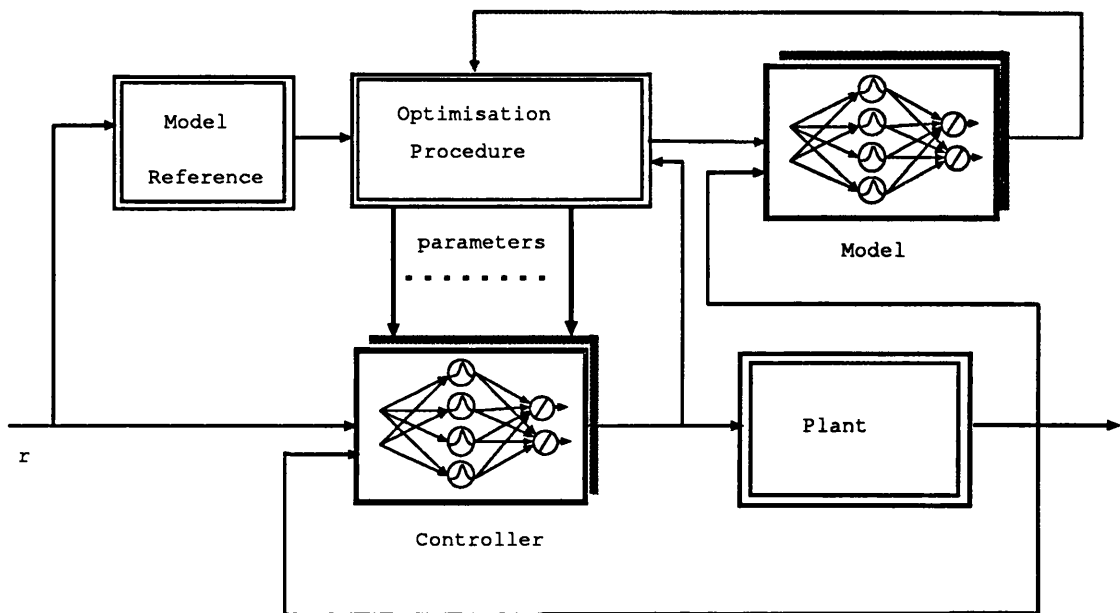 Model
Reference
Optimisation
Procedure
Model
parameters
Plant
r
Controller